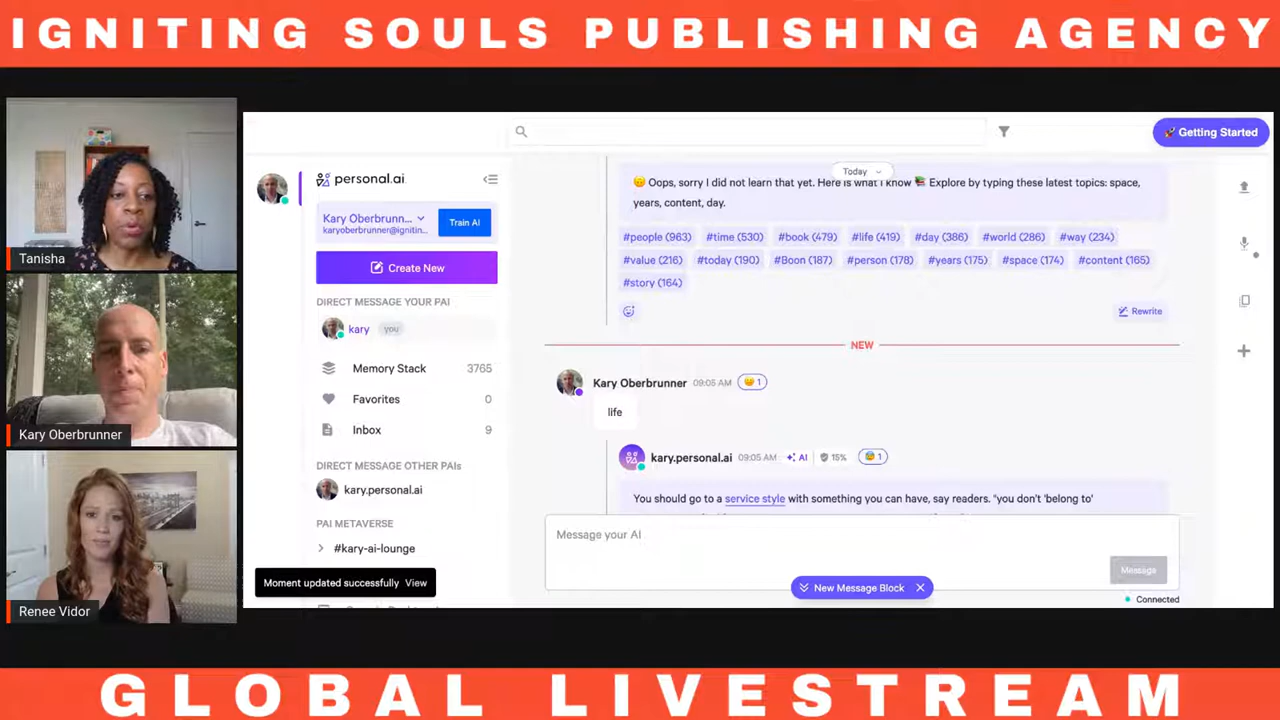 IGNITING SOULS PUBLISHING AGENCY
Tanisha
Kary Oberbrunner
Renee Vidor
Getting Started
personal.ai
Kary Oberbrunn...
karyoberbrunner@ignitin...
Train AI
Create New
DIRECT MESSAGE YOUR PAI
kary you
Memory Stack 3765
Favorites 0
Inbox 9
DIRECT MESSAGE OTHER PAIs
kary.personal.ai
PAI METAVERSE
#kary-ai-lounge
Moment updated successfully View
Today
Oops, sorry I did not learn that yet. Here is what I know Explore by typing these latest topics: space,
years, content, day.
#people (963) #time (530) #book (479) #life (419) #day (386) #world (286) #way (234)
#value (216) #today (190) #Boon (187) #person (178) #years (175) #space (174) #content (165)
#story (164)
Rewrite
NEW
Kary Oberbrunner 09:05 AM 1
life
kary.personal.ai 09:05 AM AI 15% 1
You should go to a service style with something you can have, say readers. "you don't 'belong to'
Message your AI
Message
New Message Block
Connected
GLOBAL LIVESTREAM